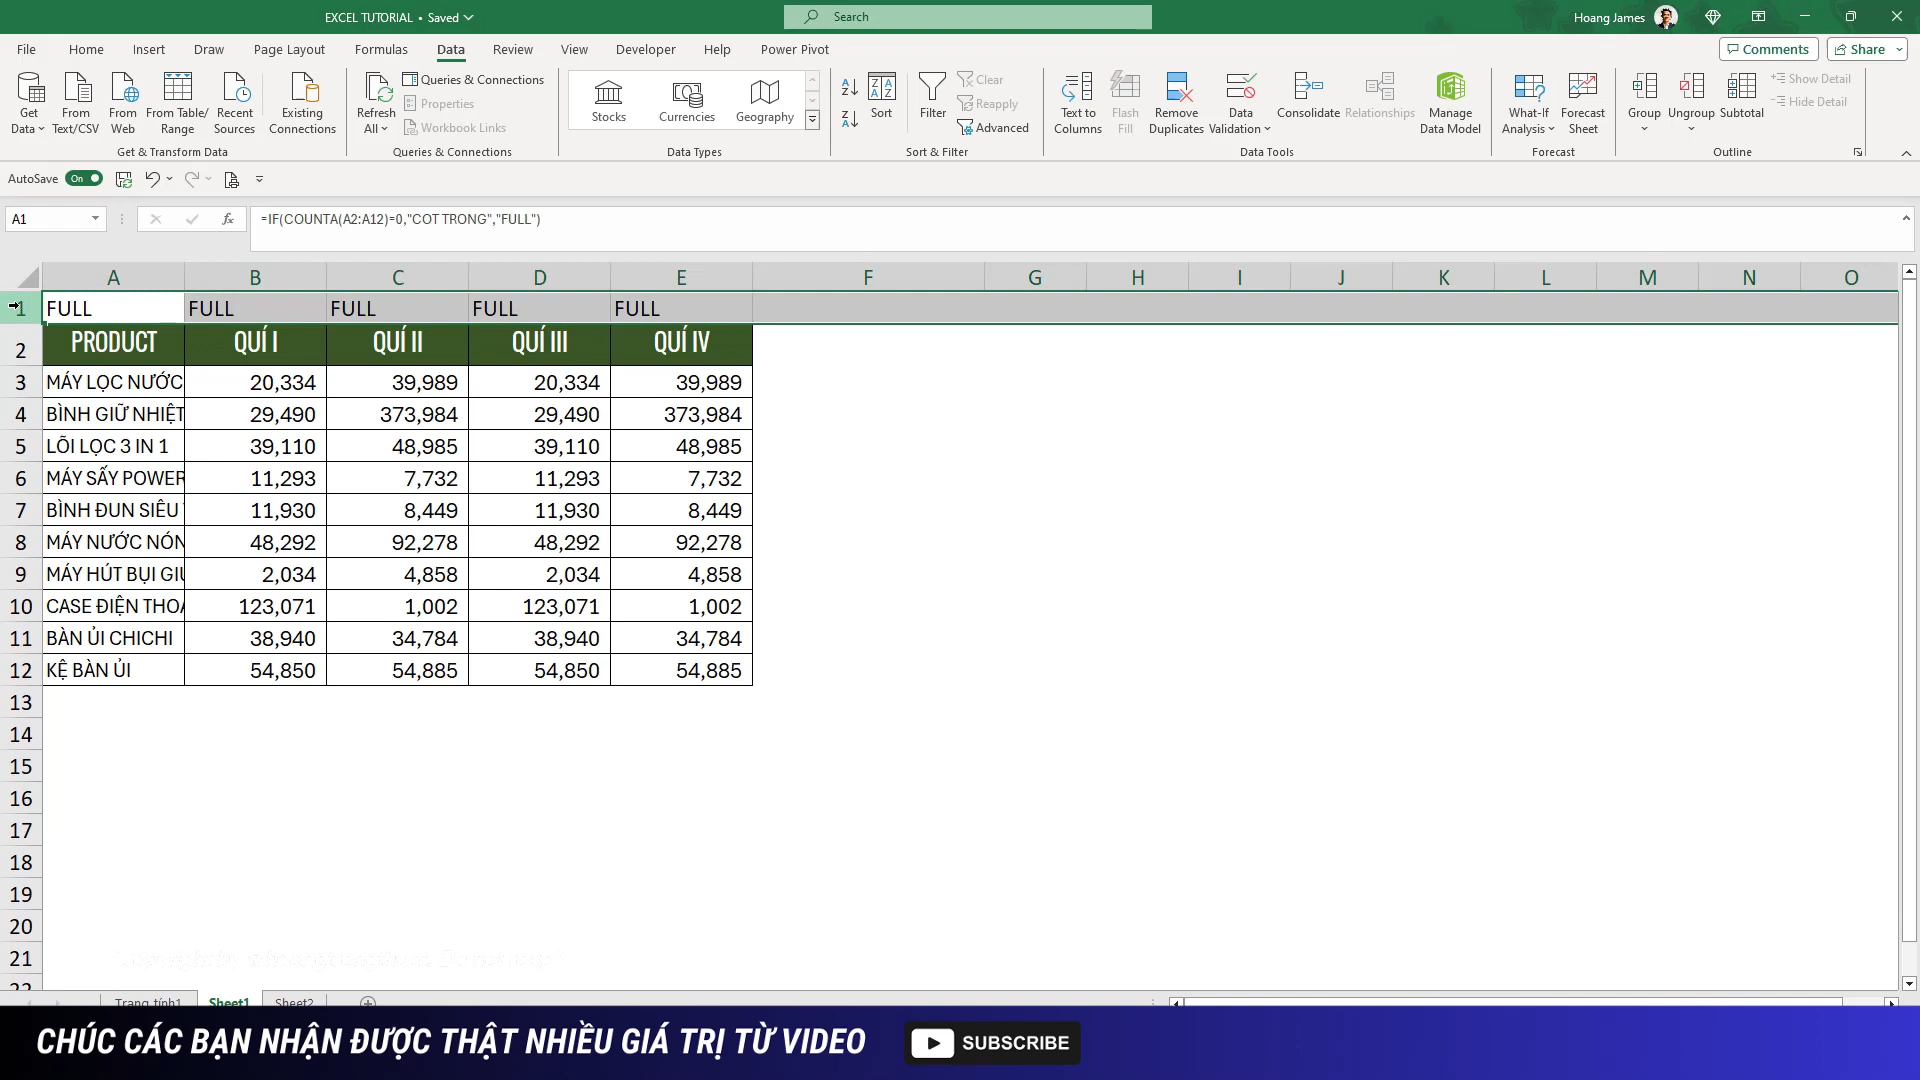 EXCEL TUTORIAL • Saved
Search
Hoang James
File Home Insert Draw Page Layout Formulas Data Review View Developer Help Power Pivot
Comments Share
Get Data
From Text/CSV
From Web
From Table/ Range
Recent Sources
Existing Connections
Get & Transform Data
Refresh All
Queries & Connections
Properties
Workbook Links
Queries & Connections
Stocks
Currencies
Geography
Data Types
Sort
Filter
Clear
Reapply
Advanced
Sort & Filter
Text to Columns
Flash Fill
Remove Duplicates
Data Validation
Consolidate
Relationships
Manage Data Model
Data Tools
What-If Analysis
Forecast Sheet
Forecast
Group
Ungroup
Subtotal
Show Detail
Hide Detail
Outline
AutoSave On
A1 fx =IF(COUNTA(A2:A12)=0,"COT TRONG","FULL")
A B C D E F G H I J K L M N O
1 FULL FULL FULL FULL FULL
2 PRODUCT QUÍ I QUÍ II QUÍ III QUÍ IV
3 MÁY LỌC NƯỚC 20,334 39,989 20,334 39,989
4 BÌNH GIỮ NHIỆT 29,490 373,984 29,490 373,984
5 LÕI LỌC 3 IN 1 39,110 48,985 39,110 48,985
6 MÁY SẤY POWER 11,293 7,732 11,293 7,732
7 BÌNH ĐUN SIÊU 11,930 8,449 11,930 8,449
8 MÁY NƯỚC NÓN 48,292 92,278 48,292 92,278
9 MÁY HÚT BỤI GIƯ 2,034 4,858 2,034 4,858
10 CASE ĐIỆN THOẠ 123,071 1,002 123,071 1,002
11 BÀN ỦI CHICHI 38,940 34,784 38,940 34,784
12 KỆ BÀN ỦI 54,850 54,885 54,850 54,885
13
14
15
16
17
18
19
20
21
22
Trang_tính1 Sheet1 Sheet2
CHÚC CÁC BẠN NHẬN ĐƯỢC THẬT NHIỀU GIÁ TRỊ TỪ VIDEO
SUBSCRIBE